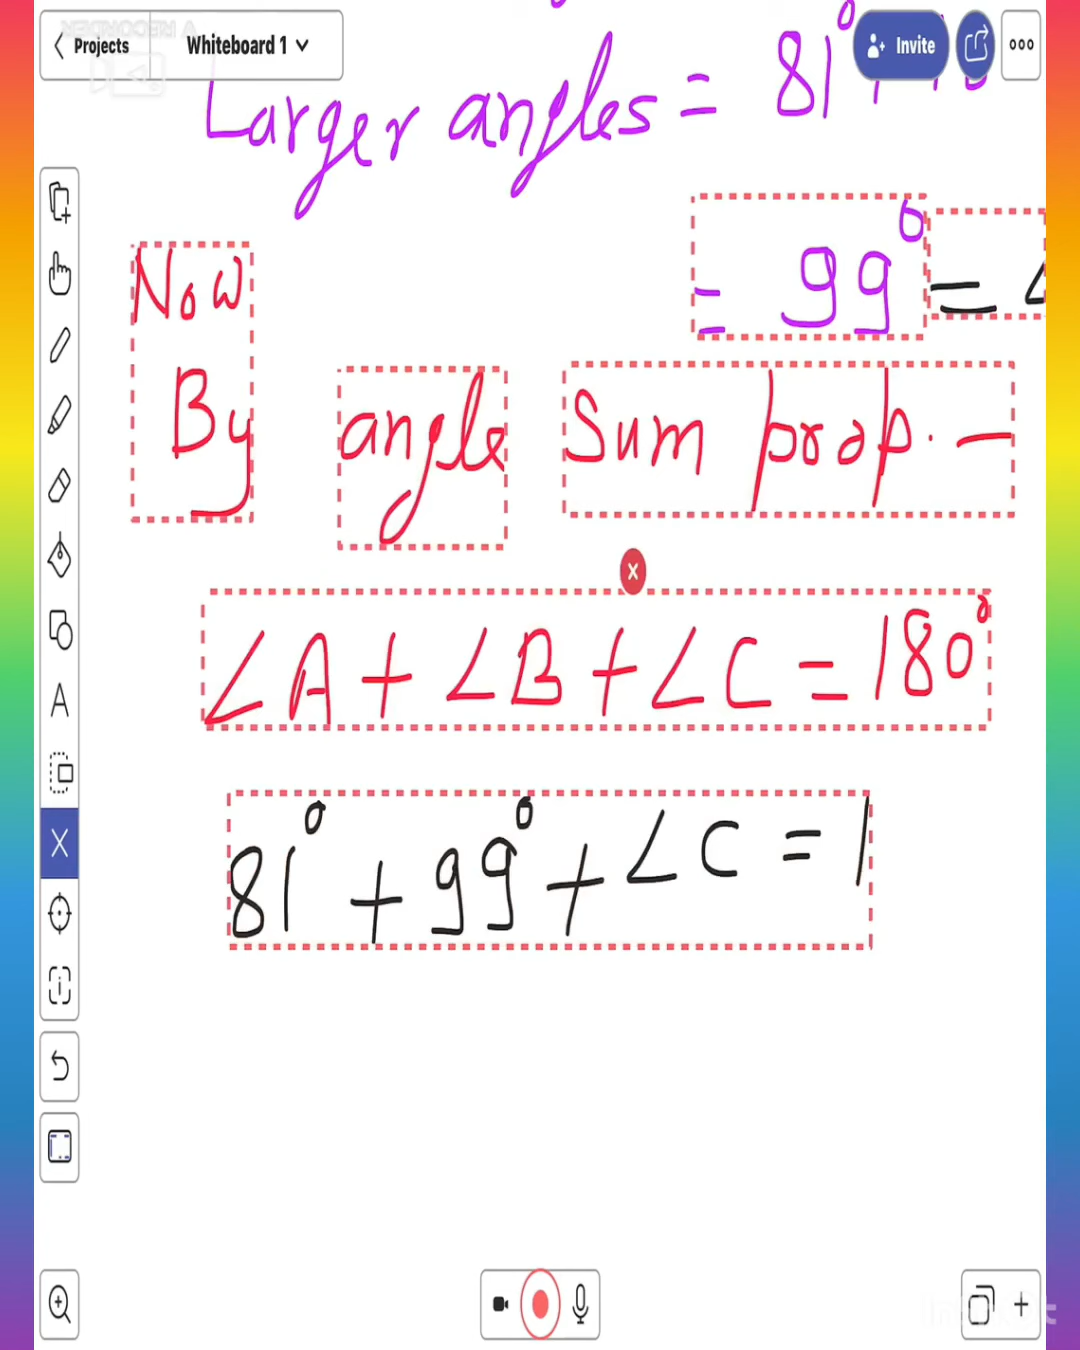 Projects Whiteboard 1 Invite
Larger angles = 81°
= 99° =
Now
By angle Sum prop. —
∠A + ∠B + ∠C = 180°
81° + 99° + ∠C = 1